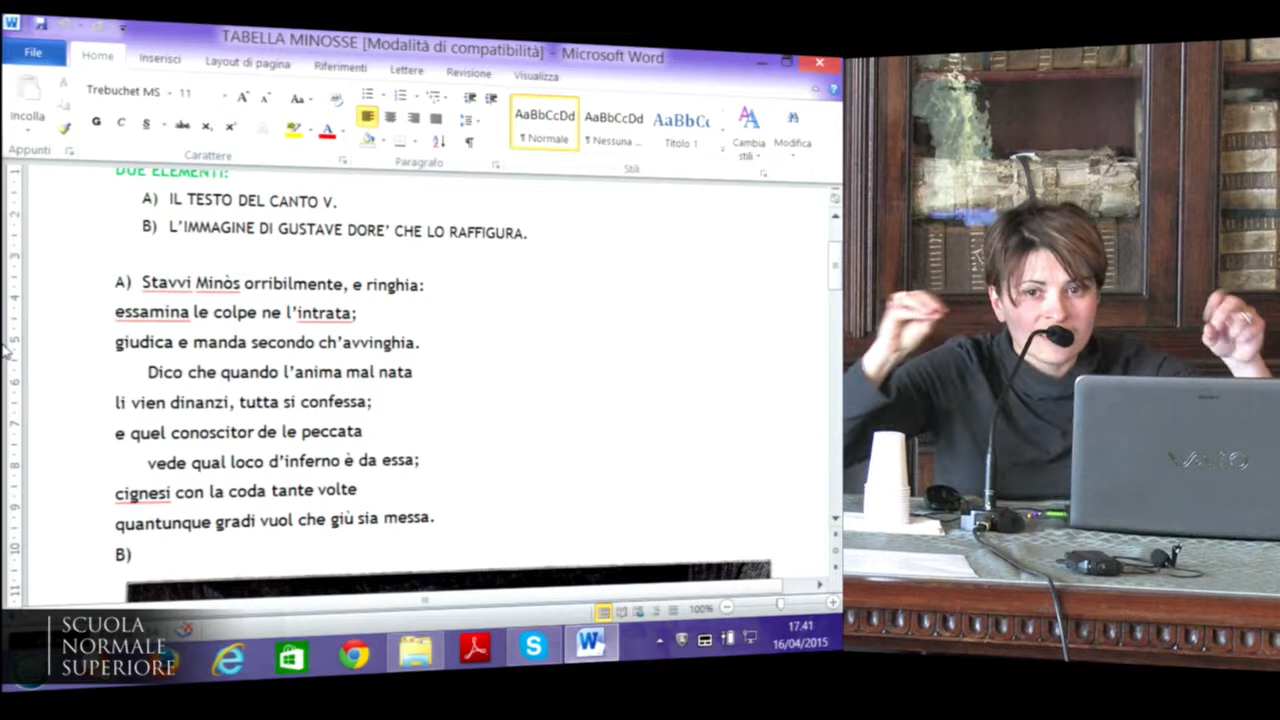 TABELLA MINOSSE [Modalità di compatibilità] - Microsoft Word
File Home Inserisci Layout di pagina Riferimenti Lettere Revisione Visualizza
Trebuchet MS 11
Incolla
G C S abc
AaBbCcDd AaBbCcDd AaBbCc
¶ Normale ¶ Nessuna ... Titolo 1
Cambia stili
Modifica
Appunti Carattere Paragrafo Stili
DUE ELEMENTI:
A) IL TESTO DEL CANTO V.
B) L'IMMAGINE DI GUSTAVE DORE' CHE LO RAFFIGURA.
A) Stavvi Minòs orribilmente, e ringhia:
essamina le colpe ne l'intrata;
giudica e manda secondo ch'avvinghia.
Dico che quando l'anima mal nata
li vien dinanzi, tutta si confessa;
e quel conoscitor de le peccata
vede qual loco d'inferno è da essa;
cignesi con la coda tante volte
quantunque gradi vuol che giù sia messa.
B)
100%
17.41
16/04/2015
SCUOLA
NORMALE
SUPERIORE
VAIO